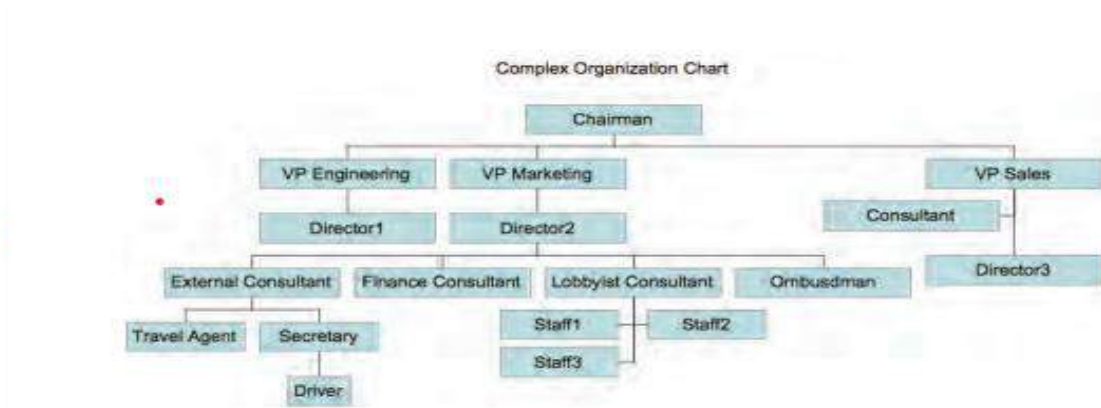 Complex Organization Chart
Chairman
VP Engineering
VP Marketing
VP Sales
Consultant
Director1
Director2
Director3
External Consultant
Finance Consultant
Lobbyist Consultant
Ombusdman
Travel Agent
Secretary
Staff1
Staff2
Staff3
Driver